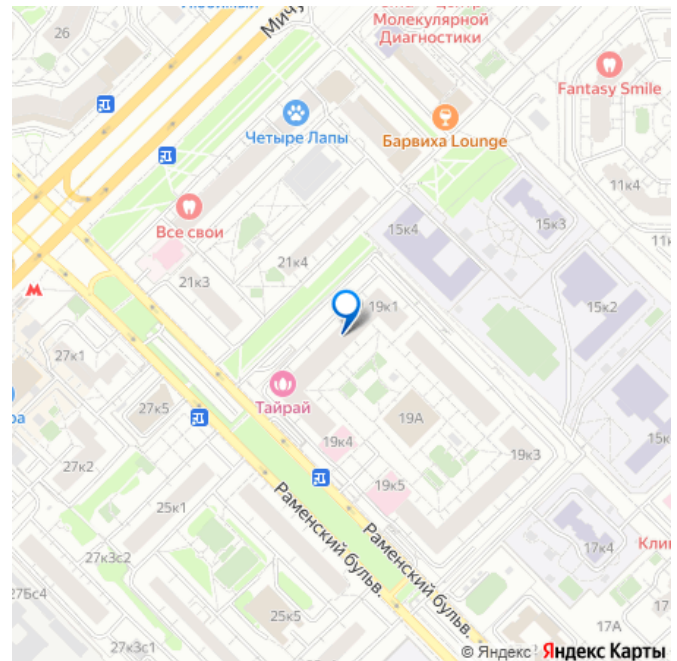 26
Мичу
Молекулярной
Диагностики
Fantasy Smile
Четыре Лапы
Барвиха Lounge
11к4
Все свои
15к4
15к3
21к4
21к3
15к2
19к1
27к1
Тайрай
27к5
19А
19к4
19к3
27к2
19к5
25к1
Раменский бульв.
Раменский бульв.
27к3с2
17к4
Кли
27Бс4
25к5
17
17А
27к3с1
© Яндекс
Яндекс Карты